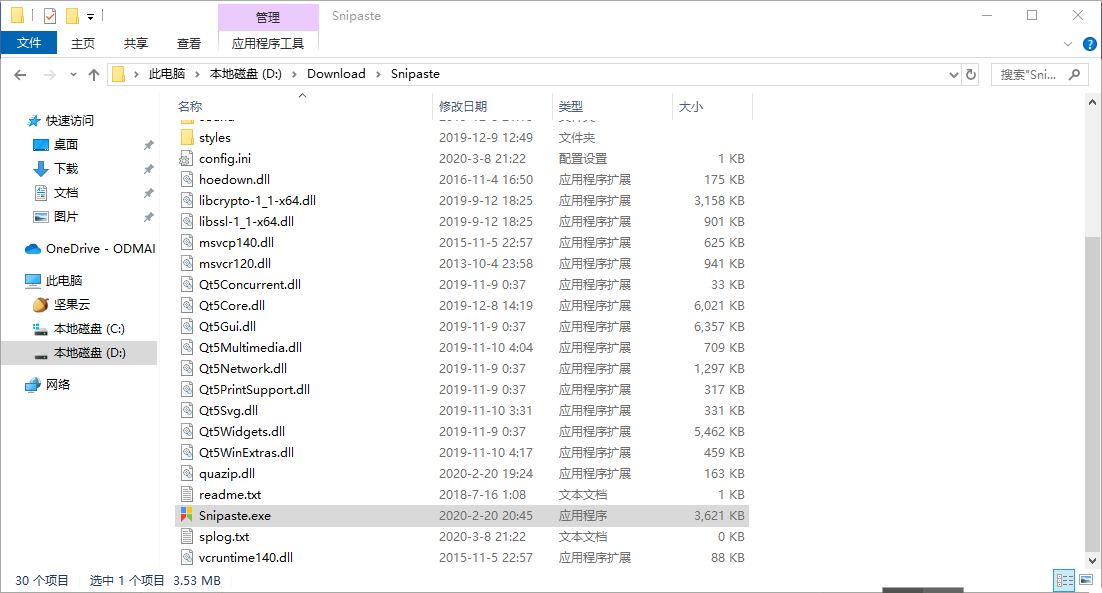 管理
Snipaste
文件 主页 共享 查看 应用程序工具
此电脑 本地磁盘 (D:) Download Snipaste 搜索"Sni...
名称 修改日期 类型 大小
styles 2019-12-9 12:49 文件夹
config.ini 2020-3-8 21:22 配置设置 1 KB
hoedown.dll 2016-11-4 16:50 应用程序扩展 175 KB
libcrypto-1_1-x64.dll 2019-9-12 18:25 应用程序扩展 3,158 KB
libssl-1_1-x64.dll 2019-9-12 18:25 应用程序扩展 901 KB
msvcp140.dll 2015-11-5 22:57 应用程序扩展 625 KB
msvcr120.dll 2013-10-4 23:58 应用程序扩展 941 KB
Qt5Concurrent.dll 2019-11-9 0:37 应用程序扩展 33 KB
Qt5Core.dll 2019-12-8 14:19 应用程序扩展 6,021 KB
Qt5Gui.dll 2019-11-9 0:37 应用程序扩展 6,357 KB
Qt5Multimedia.dll 2019-11-10 4:04 应用程序扩展 709 KB
Qt5Network.dll 2019-11-9 0:37 应用程序扩展 1,297 KB
Qt5PrintSupport.dll 2019-11-9 0:37 应用程序扩展 317 KB
Qt5Svg.dll 2019-11-10 3:31 应用程序扩展 331 KB
Qt5Widgets.dll 2019-11-9 0:37 应用程序扩展 5,462 KB
Qt5WinExtras.dll 2019-11-10 4:17 应用程序扩展 459 KB
quazip.dll 2020-2-20 19:24 应用程序扩展 163 KB
readme.txt 2018-7-16 1:08 文本文档 1 KB
Snipaste.exe 2020-2-20 20:45 应用程序 3,621 KB
splog.txt 2020-3-8 21:22 文本文档 0 KB
vcruntime140.dll 2015-11-5 22:57 应用程序扩展 88 KB
快速访问
桌面
下载
文档
图片
OneDrive - ODMAI
此电脑
坚果云
本地磁盘 (C:)
本地磁盘 (D:)
网络
30 个项目 选中 1 个项目 3.53 MB